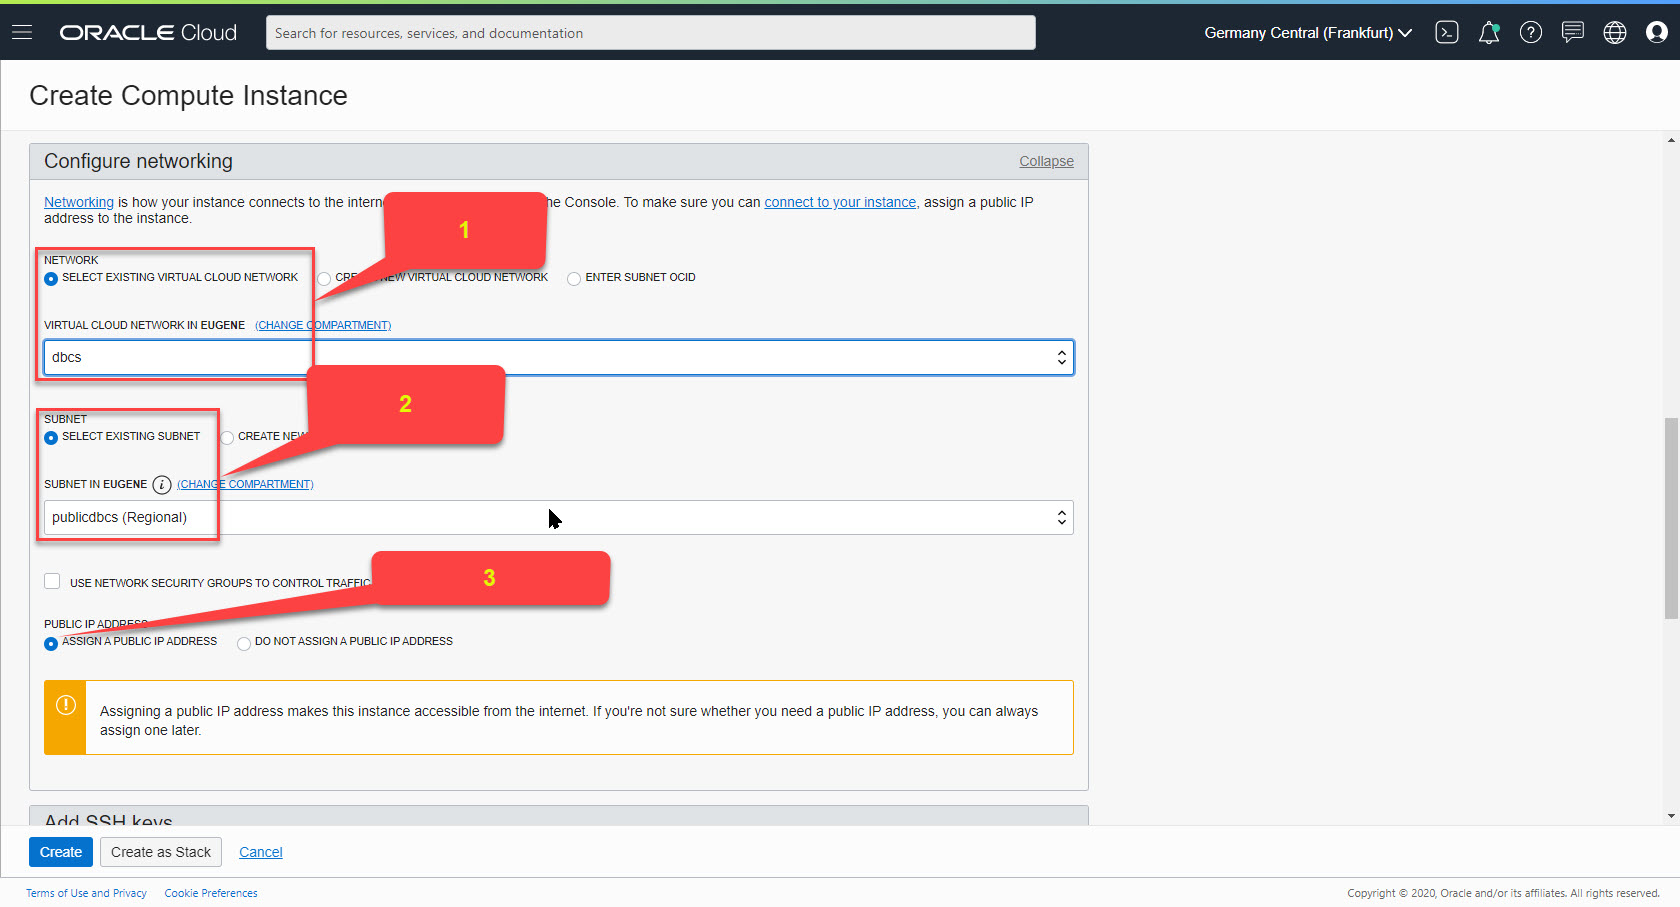 ORACLE Cloud
Search for resources, services, and documentation
Germany Central (Frankfurt)
Create Compute Instance
Configure networking
Collapse
Networking is how your instance connects to the intern he Console. To make sure you can connect to your instance, assign a public IP
address to the instance.
1
NETWORK
SELECT EXISTING VIRTUAL CLOUD NETWORK
NEW VIRTUAL CLOUD NETWORK
ENTER SUBNET OCID
VIRTUAL CLOUD NETWORK IN EUGENE (CHANGE COMPARTMENT)
dbcs
2
SUBNET
SELECT EXISTING SUBNET
CREATE NEW
SUBNET IN EUGENE i (CHANGE COMPARTMENT)
publicdbcs (Regional)
3
USE NETWORK SECURITY GROUPS TO CONTROL TRAFFIC
PUBLIC IP ADDRESS
ASSIGN A PUBLIC IP ADDRESS
DO NOT ASSIGN A PUBLIC IP ADDRESS
Assigning a public IP address makes this instance accessible from the internet. If you're not sure whether you need a public IP address, you can always
assign one later.
Add SSH keys
Create
Create as Stack
Cancel
Terms of Use and Privacy
Cookie Preferences
Copyright © 2020, Oracle and/or its affiliates. All rights reserved.